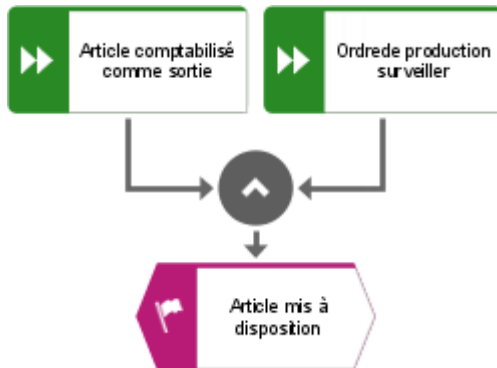 Article comptabilisé
comme sortie
Ordrede production
surveiller
Article mis à
disposition